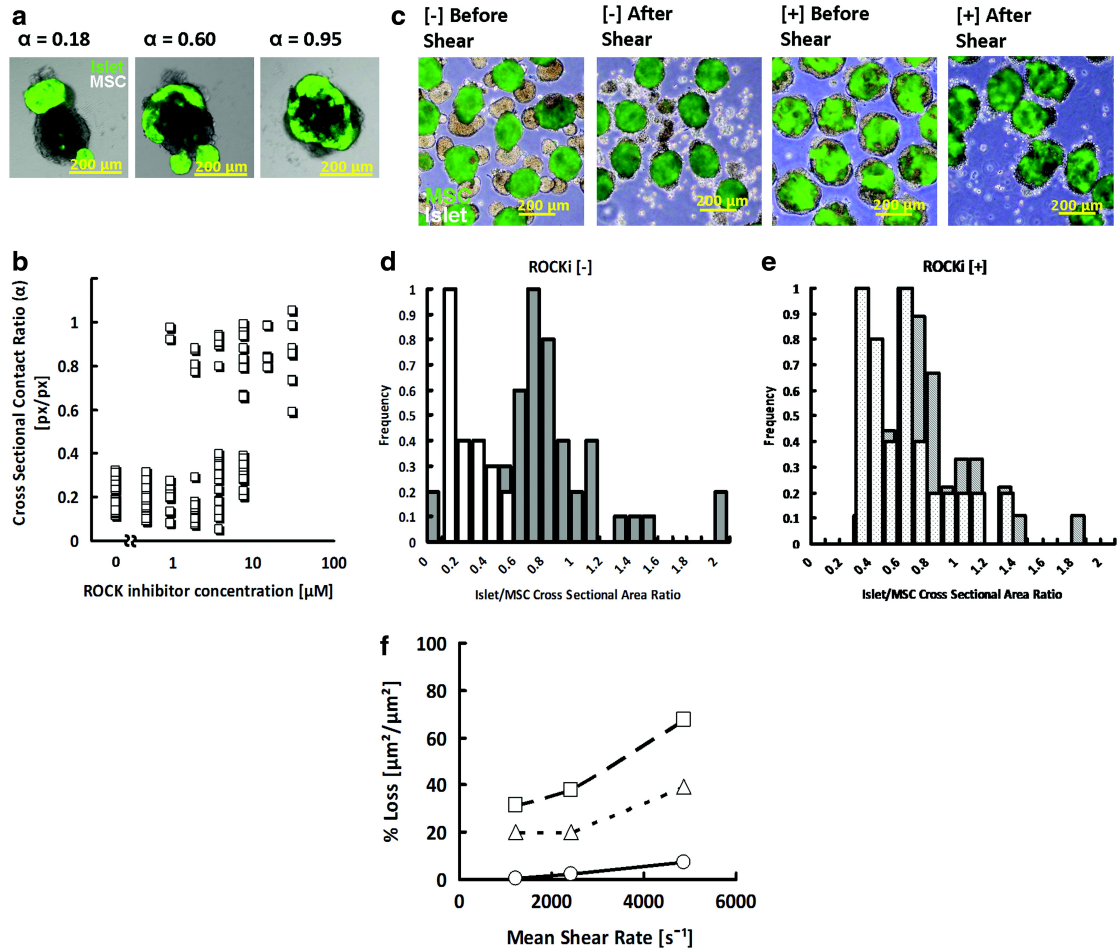 a
α = 0.18 α = 0.60 α = 0.95
Islet
MSC
200 µm 200 µm 200 µm
c
[-] Before Shear
[-] After Shear
[+] Before Shear
[+] After Shear
MSC
Islet
200 µm 200 µm 200 µm 200 µm
b
Cross Sectional Contact Ratio (α)
[px/px]
1
0.8
0.6
0.4
0.2
0
0 1 10 100
ROCK inhibitor concentration [µM]
d
ROCKi [-]
Frequency
1
0.9
0.8
0.7
0.6
0.5
0.4
0.3
0.2
0.1
0
0 0.2 0.4 0.6 0.8 1 1.2 1.4 1.6 1.8 2
Islet/MSC Cross Sectional Area Ratio
e
ROCKi [+]
Frequency
1
0.9
0.8
0.7
0.6
0.5
0.4
0.3
0.2
0.1
0
0 0.2 0.4 0.6 0.8 1 1.2 1.4 1.6 1.8 2
Islet/MSC Cross Sectional Area Ratio
f
% Loss [µm²/µm²]
100
80
60
40
20
0
0 2000 4000 6000
Mean Shear Rate [s⁻¹]